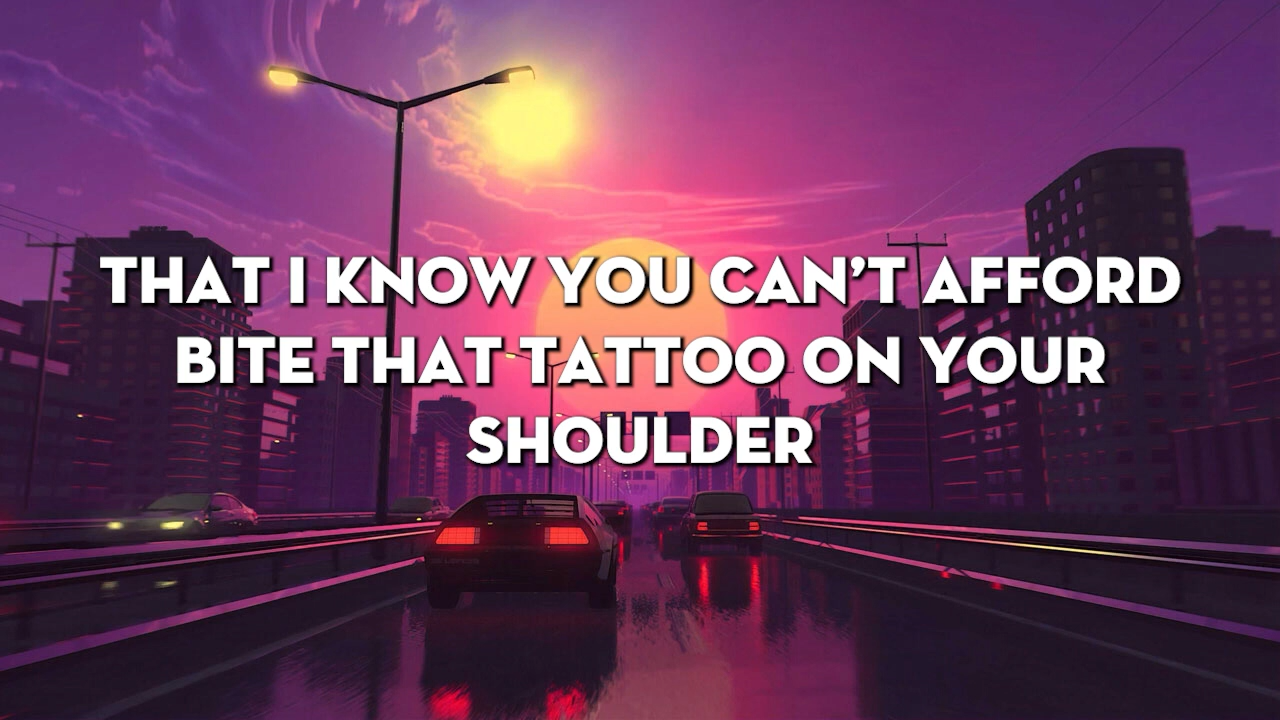 THAT I KNOW YOU CAN’T AFFORD
BITE THAT TATTOO ON YOUR
SHOULDER